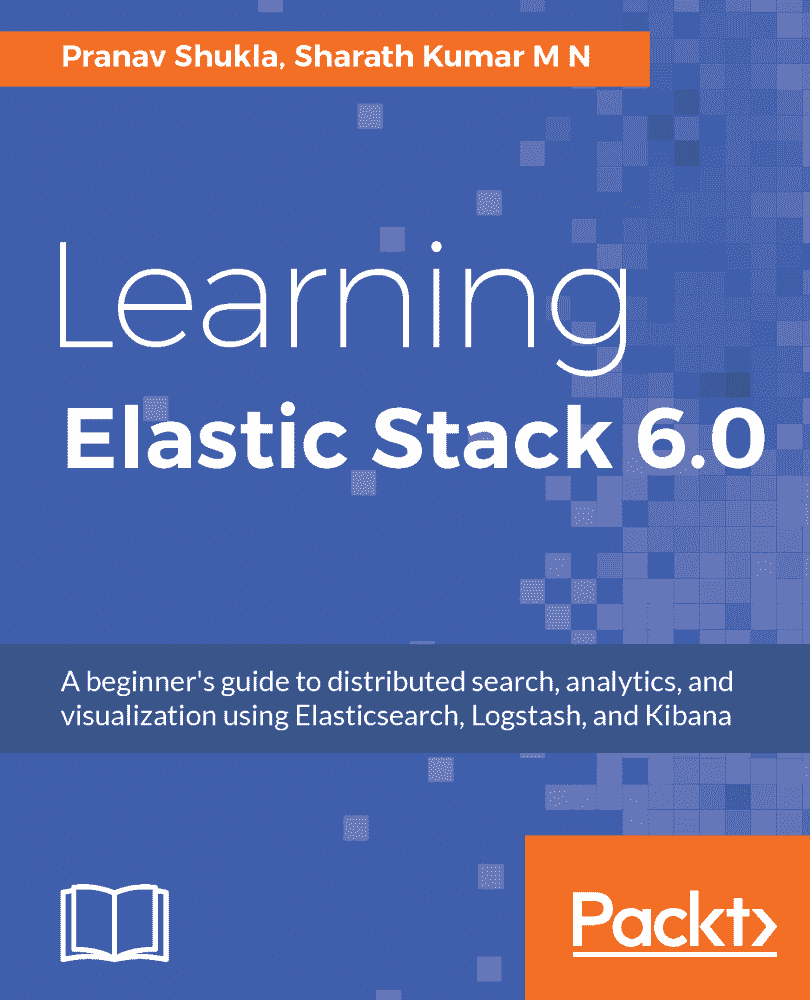 Pranav Shukla, Sharath Kumar M N
Learning
Elastic Stack 6.0
A beginner's guide to distributed search, analytics, and
visualization using Elasticsearch, Logstash, and Kibana
Packt>